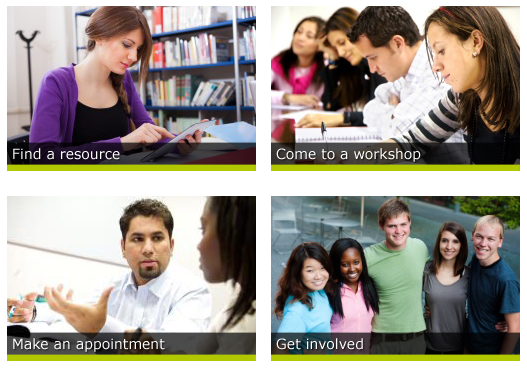 Find a resource
Come to a workshop
Make an appointment
Get involved